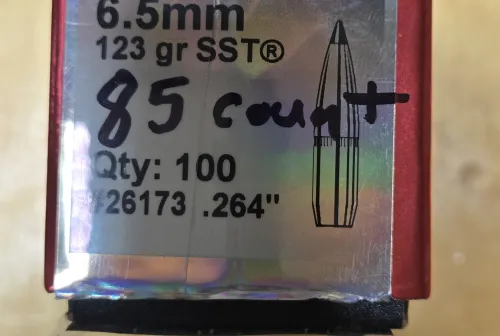 6.5mm
123 gr SST®
85 count
Qty: 100
#26173 .264"